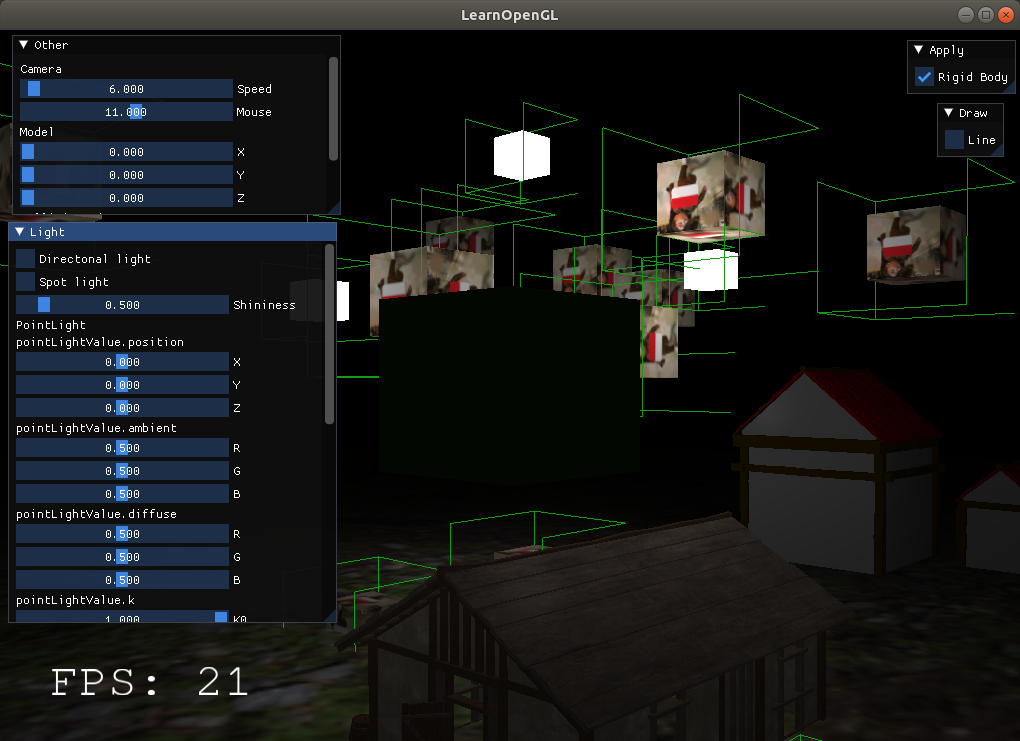 LearnOpenGL
Other
Camera
6.000 Speed
11.000 Mouse
Model
0.000 X
0.000 Y
0.000 Z
Apply
Rigid Body
Draw
Line
Light
Directonal light
Spot light
0.500 Shininess
PointLight
pointLightValue.position
0.000 X
0.000 Y
0.000 Z
pointLightValue.ambient
0.500 R
0.500 G
0.500 B
pointLightValue.diffuse
0.500 R
0.500 G
0.500 B
pointLightValue.k
1.000 K0
FPS: 21